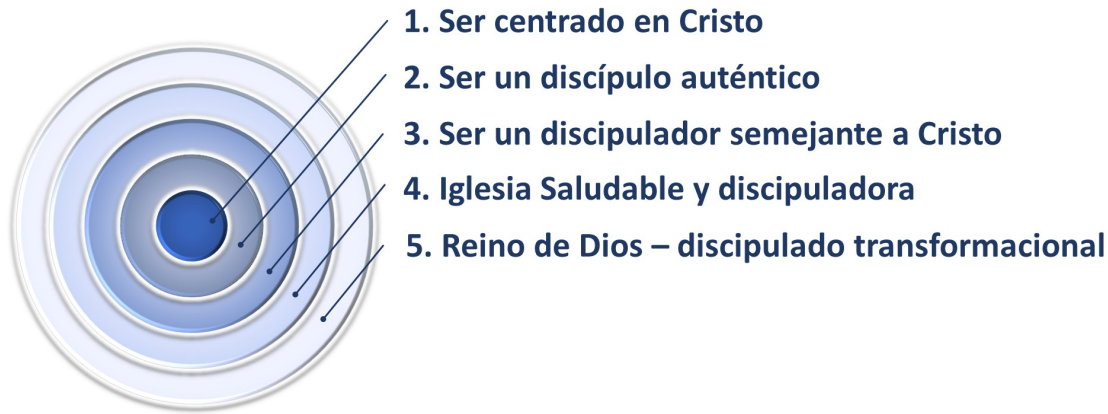 1. Ser centrado en Cristo
2. Ser un discípulo auténtico
3. Ser un discipulador semejante a Cristo
4. Iglesia Saludable y discipuladora
5. Reino de Dios – discipulado transformacional